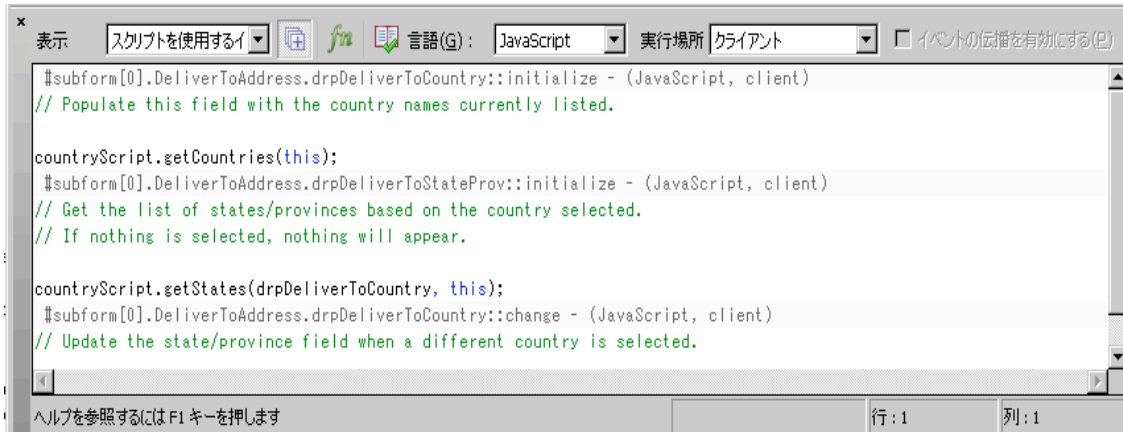 ×
表示 スクリプトを使用するイ fn 言語(G): JavaScript 実行場所 クライアント イベントの伝播を有効にする(P)
#subform[0].DeliverToAddress.drpDeliverToCountry::initialize - (JavaScript, client)
// Populate this field with the country names currently listed.
countryScript.getCountries(this);
#subform[0].DeliverToAddress.drpDeliverToStateProv::initialize - (JavaScript, client)
// Get the list of states/provinces based on the country selected.
// If nothing is selected, nothing will appear.
countryScript.getStates(drpDeliverToCountry, this);
#subform[0].DeliverToAddress.drpDeliverToCountry::change - (JavaScript, client)
// Update the state/province field when a different country is selected.
ヘルプを参照するには F1 キーを押します 行:1 列:1